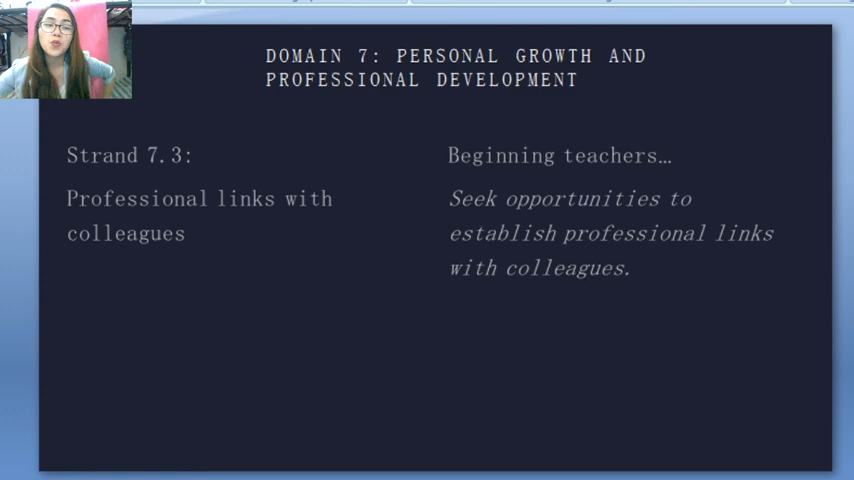 DOMAIN 7: PERSONAL GROWTH AND
PROFESSIONAL DEVELOPMENT
Strand 7.3:
Professional links with
colleagues
Beginning teachers…
Seek opportunities to
establish professional links
with colleagues.